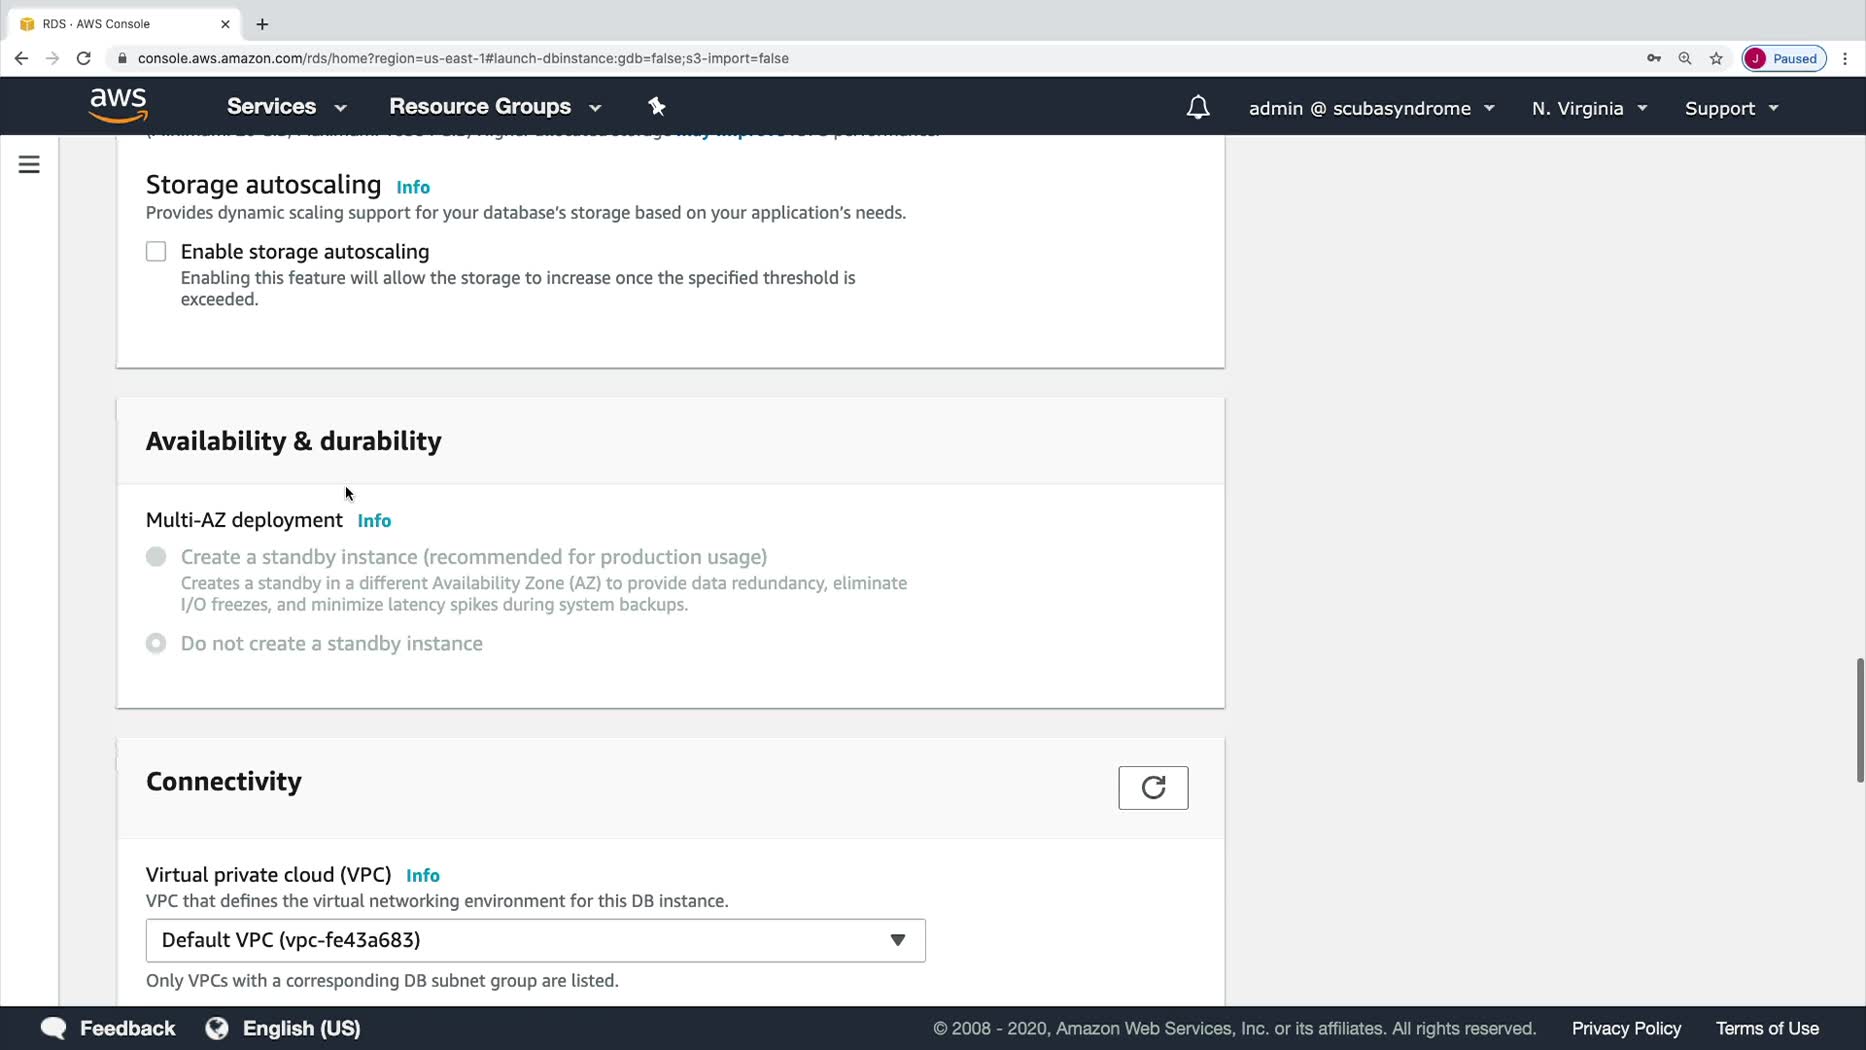 RDS · AWS Console
console.aws.amazon.com/rds/home?region=us-east-1#launch-dbinstance:gdb=false;s3-import=false
J Paused
aws
Services
Resource Groups
admin @ scubasyndrome
N. Virginia
Support
Storage autoscaling Info
Provides dynamic scaling support for your database's storage based on your application's needs.
Enable storage autoscaling
Enabling this feature will allow the storage to increase once the specified threshold is
exceeded.
Availability & durability
Multi-AZ deployment Info
Create a standby instance (recommended for production usage)
Creates a standby in a different Availability Zone (AZ) to provide data redundancy, eliminate
I/O freezes, and minimize latency spikes during system backups.
Do not create a standby instance
Connectivity
Virtual private cloud (VPC) Info
VPC that defines the virtual networking environment for this DB instance.
Default VPC (vpc-fe43a683)
Only VPCs with a corresponding DB subnet group are listed.
Feedback
English (US)
© 2008 - 2020, Amazon Web Services, Inc. or its affiliates. All rights reserved.
Privacy Policy
Terms of Use